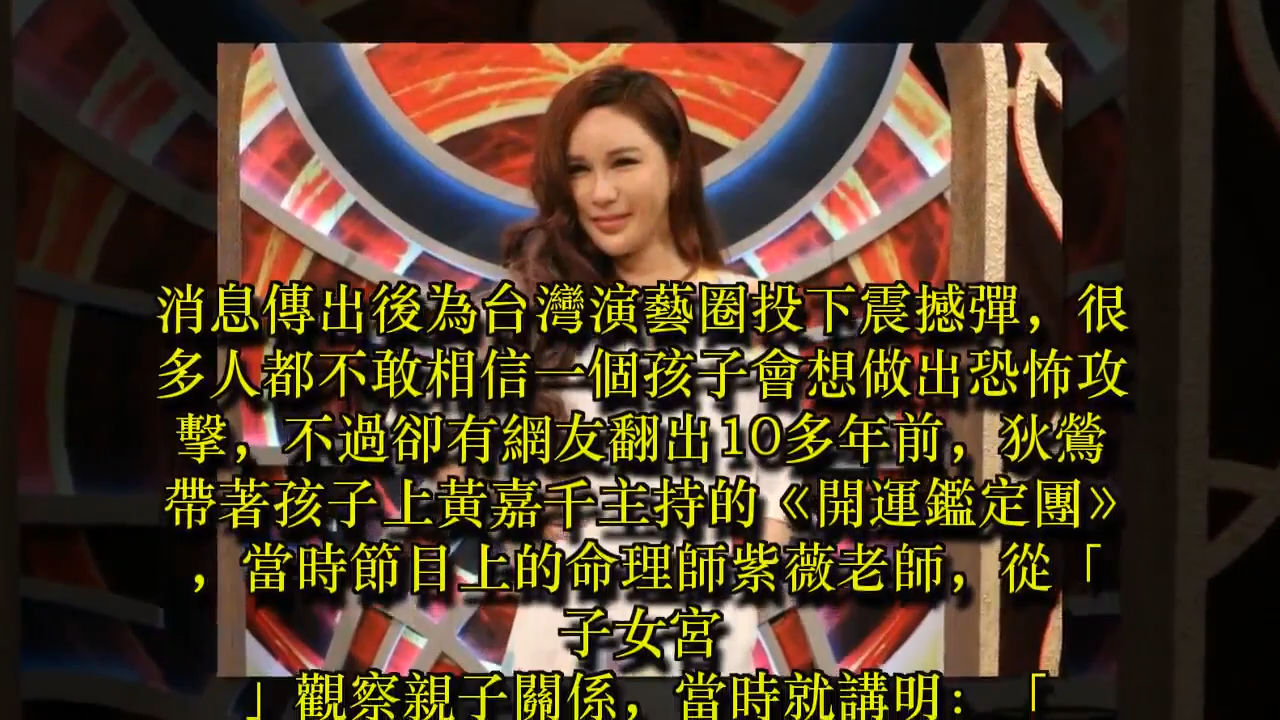 消息傳出後為台灣演藝圈投下震撼彈，很
多人都不敢相信一個孩子會想做出恐怖攻
擊，不過卻有網友翻出10多年前，狄鶯
帶著孩子上黃嘉千主持的《開運鑑定團》
，當時節目上的命理師紫薇老師，從「
子女宮
」觀察親子關係，當時就講明：「